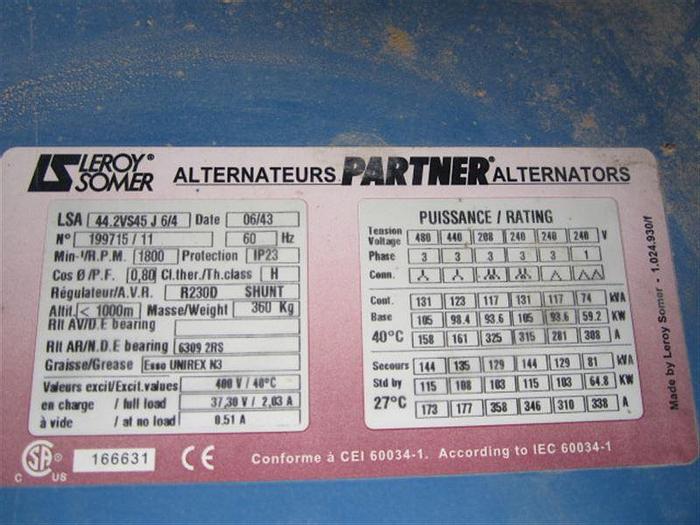 LS LEROY® SOMER ALTERNATEURS PARTNER® ALTERNATORS
LSA 44.2VS45 J 6/4 Date 06/43
N° 199715 / 11 60 Hz
Min-¹/R.P.M. 1800 Protection IP23
Cos Ø /P.F. 0,80 Cl.ther./Th.class H
Régulateur/A.V.R. R230D SHUNT
Altit. < 1000m Masse/Weight 360 Kg
Rlt AV/D.E bearing
Rlt AR/N.D.E bearing 6309 2RS
Graisse/Grease Esso UNIREX N3
Valeurs excit/Excit.values 400 V / 40°C
en charge / full load 37,30 V / 2,03 A
à vide / at no load 0.51 A
PUISSANCE / RATING
Tension Voltage 480 440 208 240 240 240 V
Phase 3 3 3 3 3 1
Conn.
Cont. 131 123 117 131 117 74 kVA
Base 105 98.4 93.6 105 93.6 59.2 KW
40°C 158 161 325 315 281 308 A
Secours 144 135 129 144 129 81 kVA
Std by 115 108 103 115 103 64.8 KW
27°C 173 177 358 346 310 338 A
Made by Leroy Somer - 1,024,930/f
SA ® C US 166631 CE Conforme à CEI 60034-1. According to IEC 60034-1